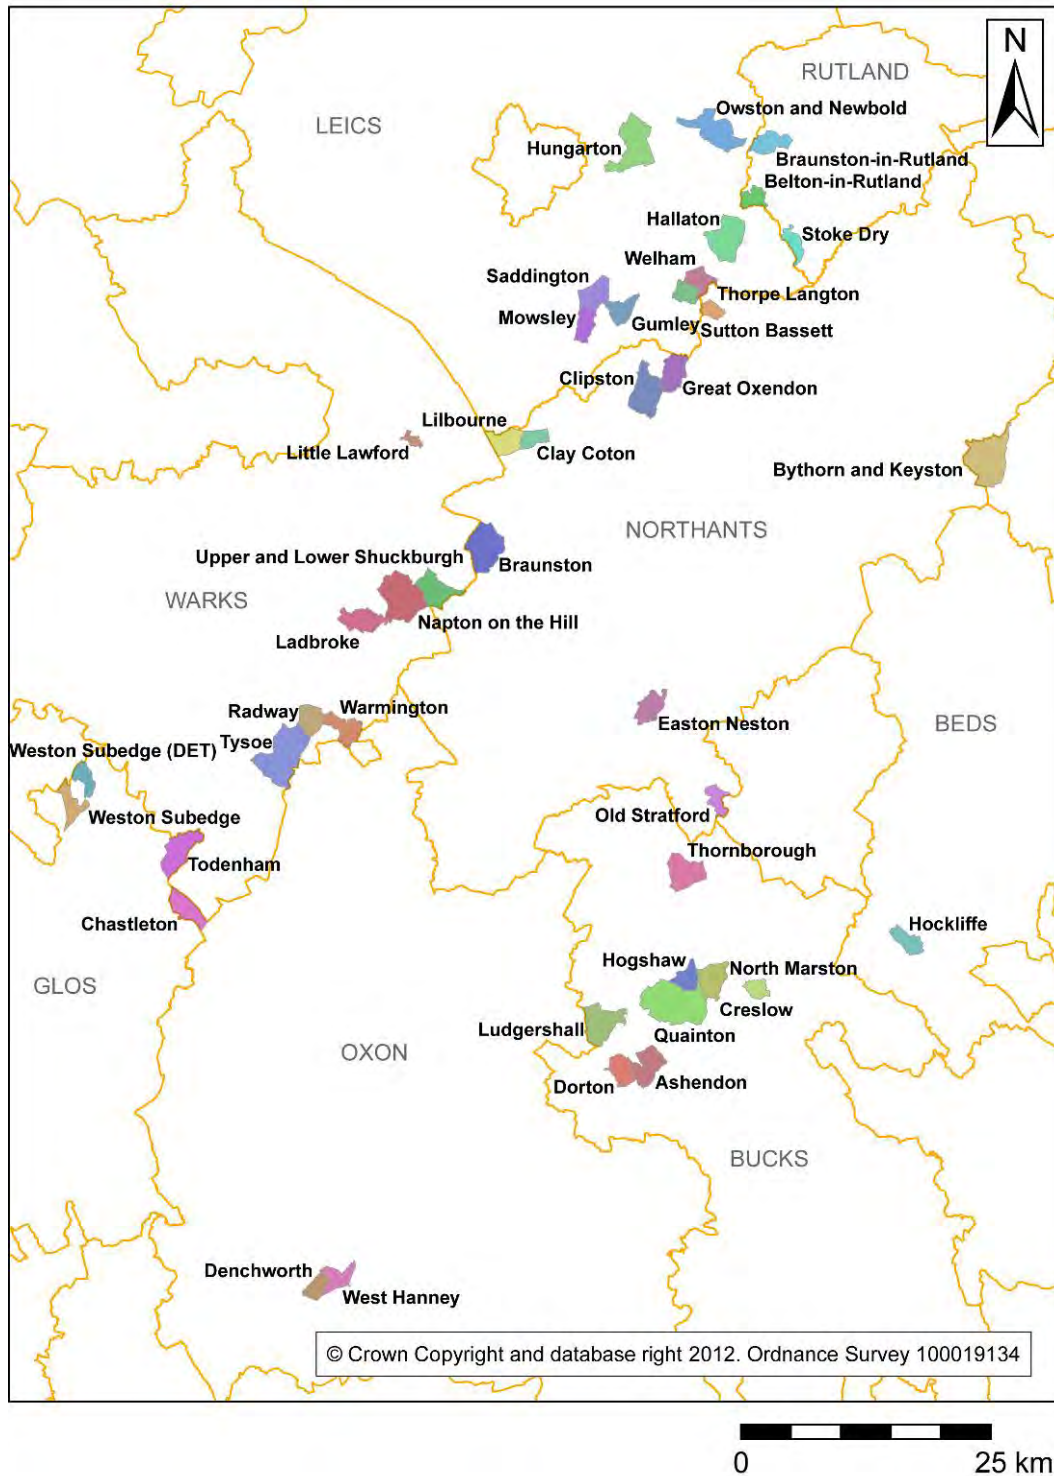 N
RUTLAND
LEICS
Owston and Newbold
Hungarton
Braunston-in-Rutland
Belton-in-Rutland
Hallaton
Stoke Dry
Welham
Saddington
Thorpe Langton
Mowsley
Gumley
Sutton Bassett
Clipston
Great Oxendon
Lilbourne
Little Lawford
Clay Coton
Bythorn and Keyston
NORTHANTS
Upper and Lower Shuckburgh
Braunston
WARKS
Napton on the Hill
Ladbroke
Radway
Warmington
Easton Neston
BEDS
Tysoe
Weston Subedge (DET)
Weston Subedge
Old Stratford
Thornborough
Todenham
Chastleton
Hockliffe
Hogshaw
North Marston
GLOS
Creslow
Ludgershall
Quainton
OXON
Dorton
Ashendon
BUCKS
Denchworth
West Hanney
© Crown Copyright and database right 2012. Ordnance Survey 100019134
0 25 km